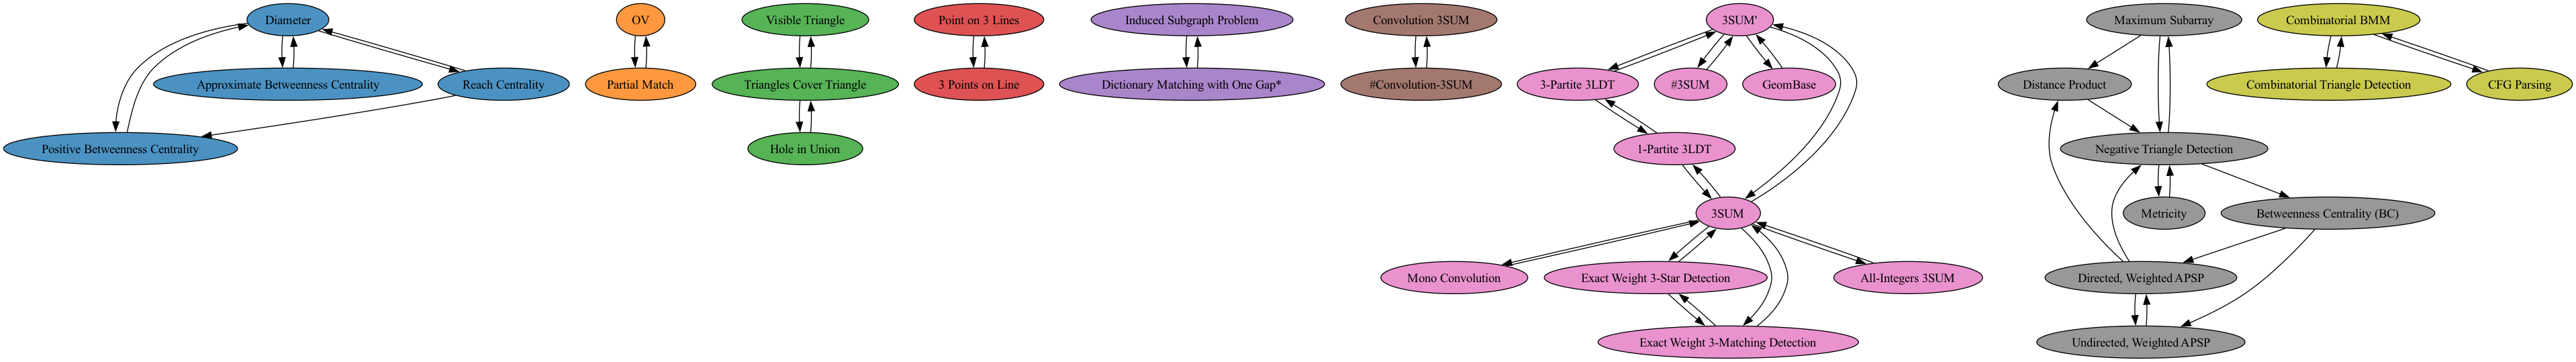 Diameter
OV
Visible Triangle
Point on 3 Lines
Induced Subgraph Problem
Convolution 3SUM
3SUM'
Maximum Subarray
Combinatorial BMM
Approximate Betweenness Centrality
Reach Centrality
Partial Match
Triangles Cover Triangle
3 Points on Line
Dictionary Matching with One Gap*
#Convolution-3SUM
3-Partite 3LDT
#3SUM
GeomBase
Distance Product
Combinatorial Triangle Detection
CFG Parsing
Positive Betweenness Centrality
Hole in Union
1-Partite 3LDT
Negative Triangle Detection
3SUM
Metricity
Betweenness Centrality (BC)
Mono Convolution
Exact Weight 3-Star Detection
All-Integers 3SUM
Directed, Weighted APSP
Exact Weight 3-Matching Detection
Undirected, Weighted APSP